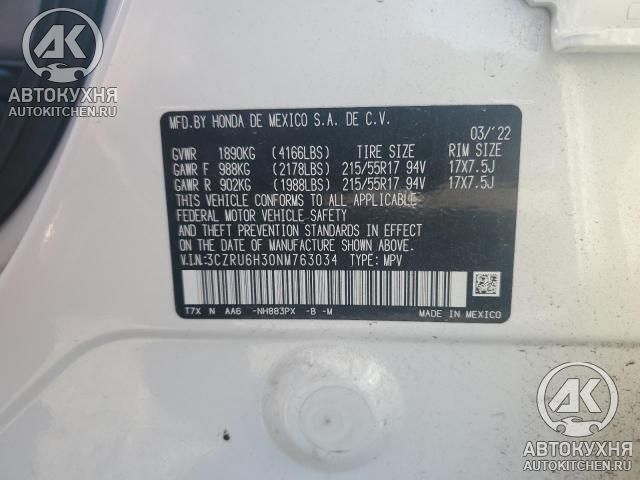 AK
АВТОКУХНЯ
AUTOKITCHEN.RU
MFD.BY HONDA DE MEXICO S.A. DE C.V. 03/'22
GVWR 1890KG (4166LBS) TIRE SIZE RIM SIZE
GAWR F 988KG (2178LBS) 215/55R17 94V 17X7.5J
GAWR R 902KG (1988LBS) 215/55R17 94V 17X7.5J
THIS VEHICLE CONFORMS TO ALL APPLICABLE
FEDERAL MOTOR VEHICLE SAFETY
AND THEFT PREVENTION STANDARDS IN EFFECT
ON THE DATE OF MANUFACTURE SHOWN ABOVE.
V.I.N:3CZRU6H30NM763034 TYPE: MPV
T7X N AA6 -NH883PX -B -M MADE IN MEXICO
AK
АВТОКУХНЯ
AUTOKITCHEN.RU